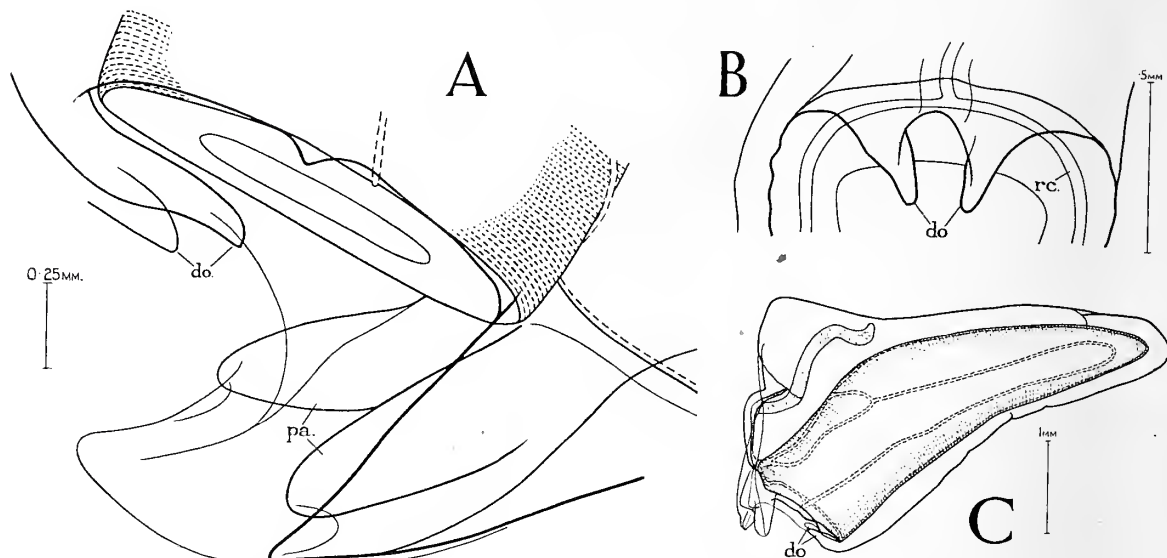 A
B
·5MM
do.
rc.
do
0·25MM.
pa.
1MM
C
do